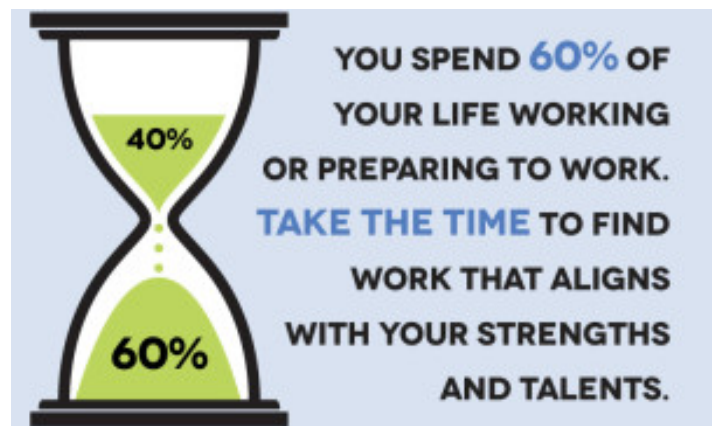 40%
60%
YOU SPEND 60% OF
YOUR LIFE WORKING
OR PREPARING TO WORK.
TAKE THE TIME TO FIND
WORK THAT ALIGNS
WITH YOUR STRENGTHS
AND TALENTS.